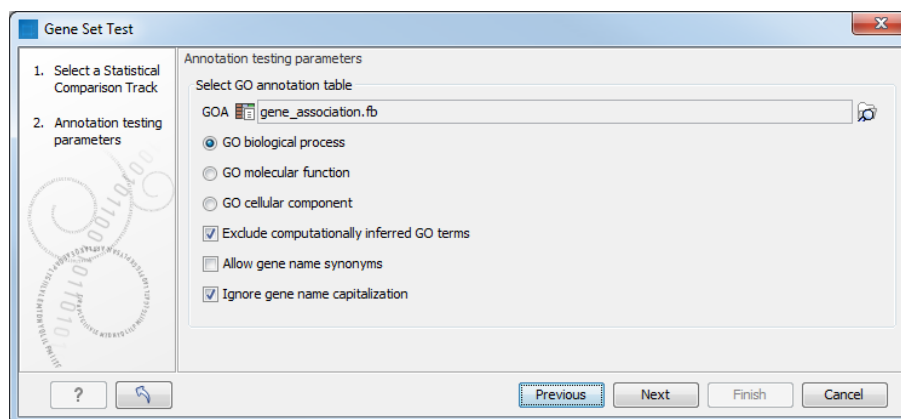 Gene Set Test
1. Select a Statistical
Comparison Track
2. Annotation testing
parameters
Annotation testing parameters
Select GO annotation table
GOA gene_association.fb
GO biological process
GO molecular function
GO cellular component
Exclude computationally inferred GO terms
Allow gene name synonyms
Ignore gene name capitalization
? Previous Next Finish Cancel